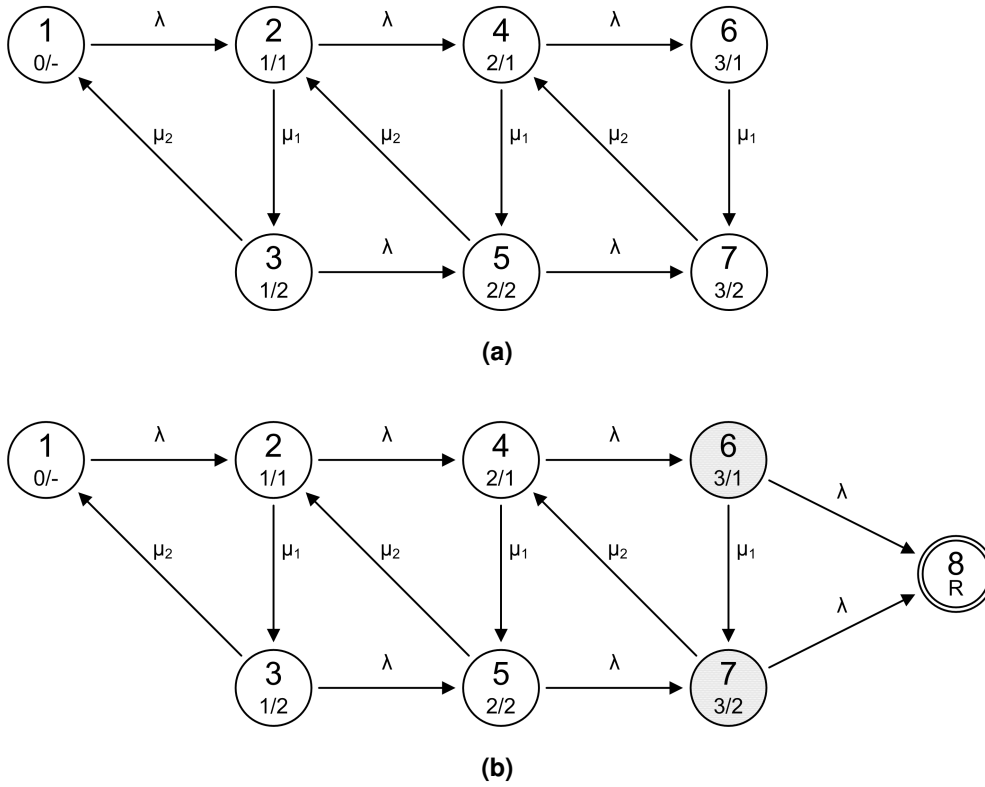 λ λ λ
1 2 4 6
0/- 1/1 2/1 3/1
μ₂ μ₁ μ₂ μ₁ μ₂ μ₁
λ λ
3 5 7
1/2 2/2 3/2
(a)
λ λ λ
1 2 4 6
0/- 1/1 2/1 3/1
λ
μ₂ μ₁ μ₂ μ₁ μ₂ μ₁
8
R
λ
λ λ
3 5 7
1/2 2/2 3/2
(b)